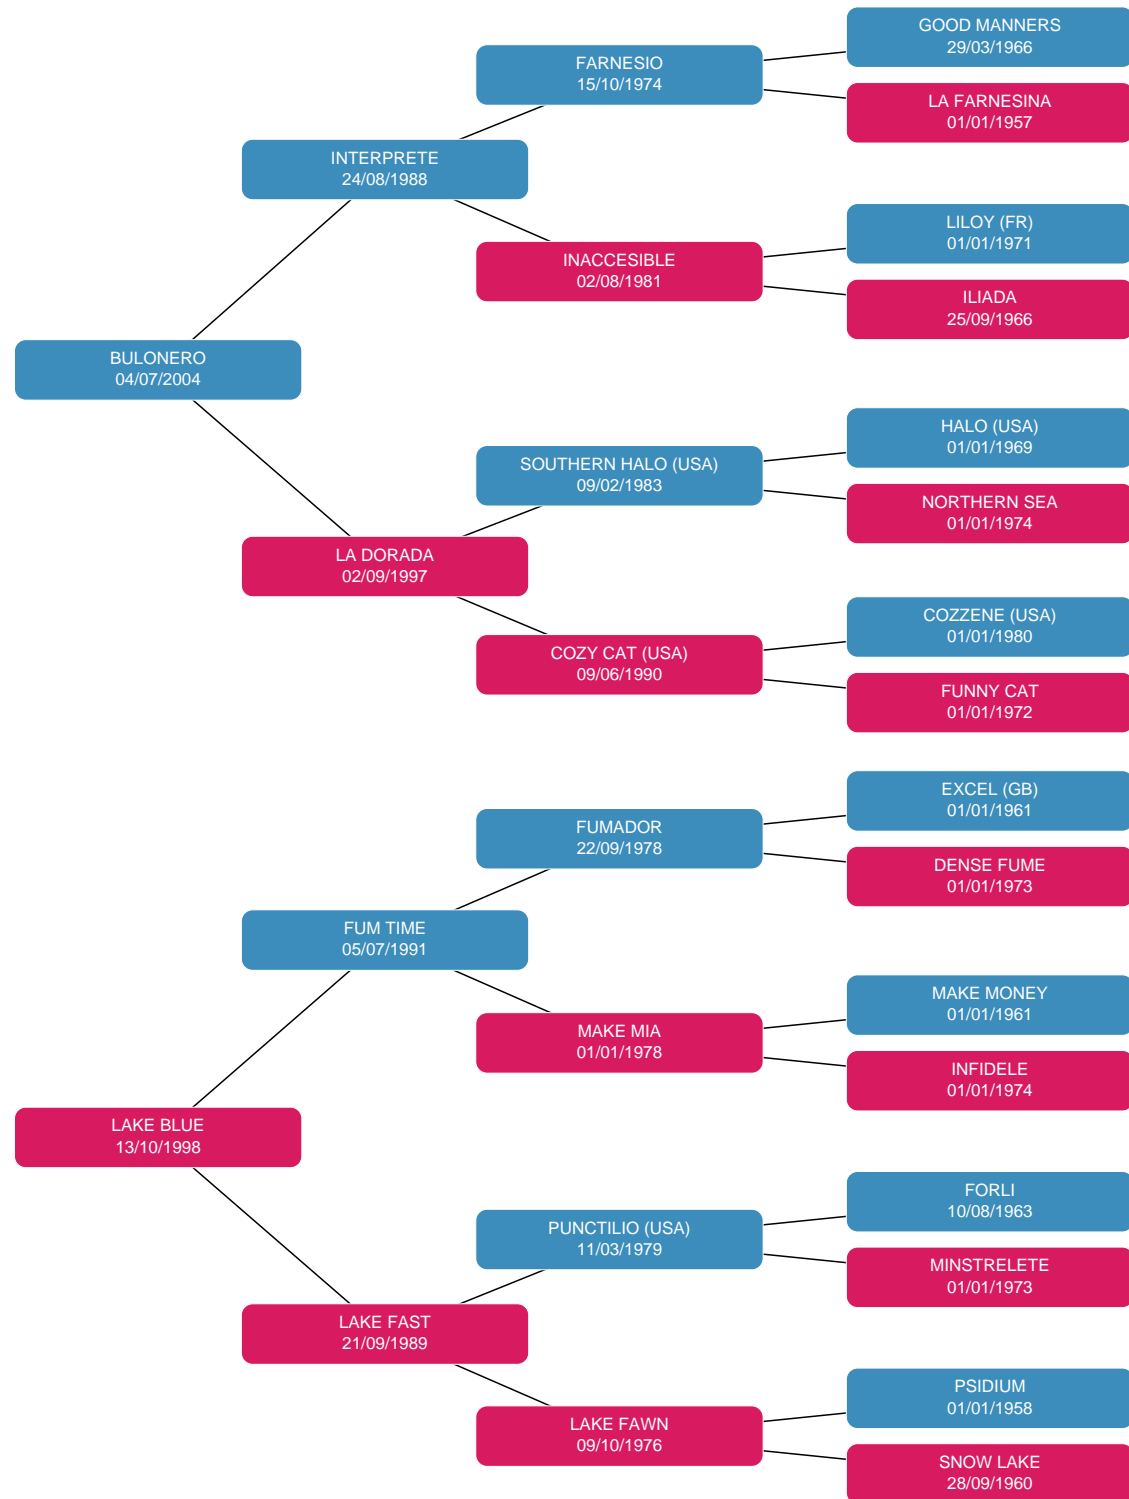 GOOD MANNERS
29/03/1966
FARNESIO
15/10/1974
LA FARNESINA
01/01/1957
INTERPRETE
24/08/1988
LILOY (FR)
01/01/1971
INACCESIBLE
02/08/1981
ILIADA
25/09/1966
BULONERO
04/07/2004
HALO (USA)
01/01/1969
SOUTHERN HALO (USA)
09/02/1983
NORTHERN SEA
01/01/1974
LA DORADA
02/09/1997
COZZENE (USA)
01/01/1980
COZY CAT (USA)
09/06/1990
FUNNY CAT
01/01/1972
EXCEL (GB)
01/01/1961
FUMADOR
22/09/1978
DENSE FUME
01/01/1973
FUM TIME
05/07/1991
MAKE MONEY
01/01/1961
MAKE MIA
01/01/1978
INFIDELE
01/01/1974
LAKE BLUE
13/10/1998
FORLI
10/08/1963
PUNCTILIO (USA)
11/03/1979
MINSTRELETE
01/01/1973
LAKE FAST
21/09/1989
PSIDIUM
01/01/1958
LAKE FAWN
09/10/1976
SNOW LAKE
28/09/1960